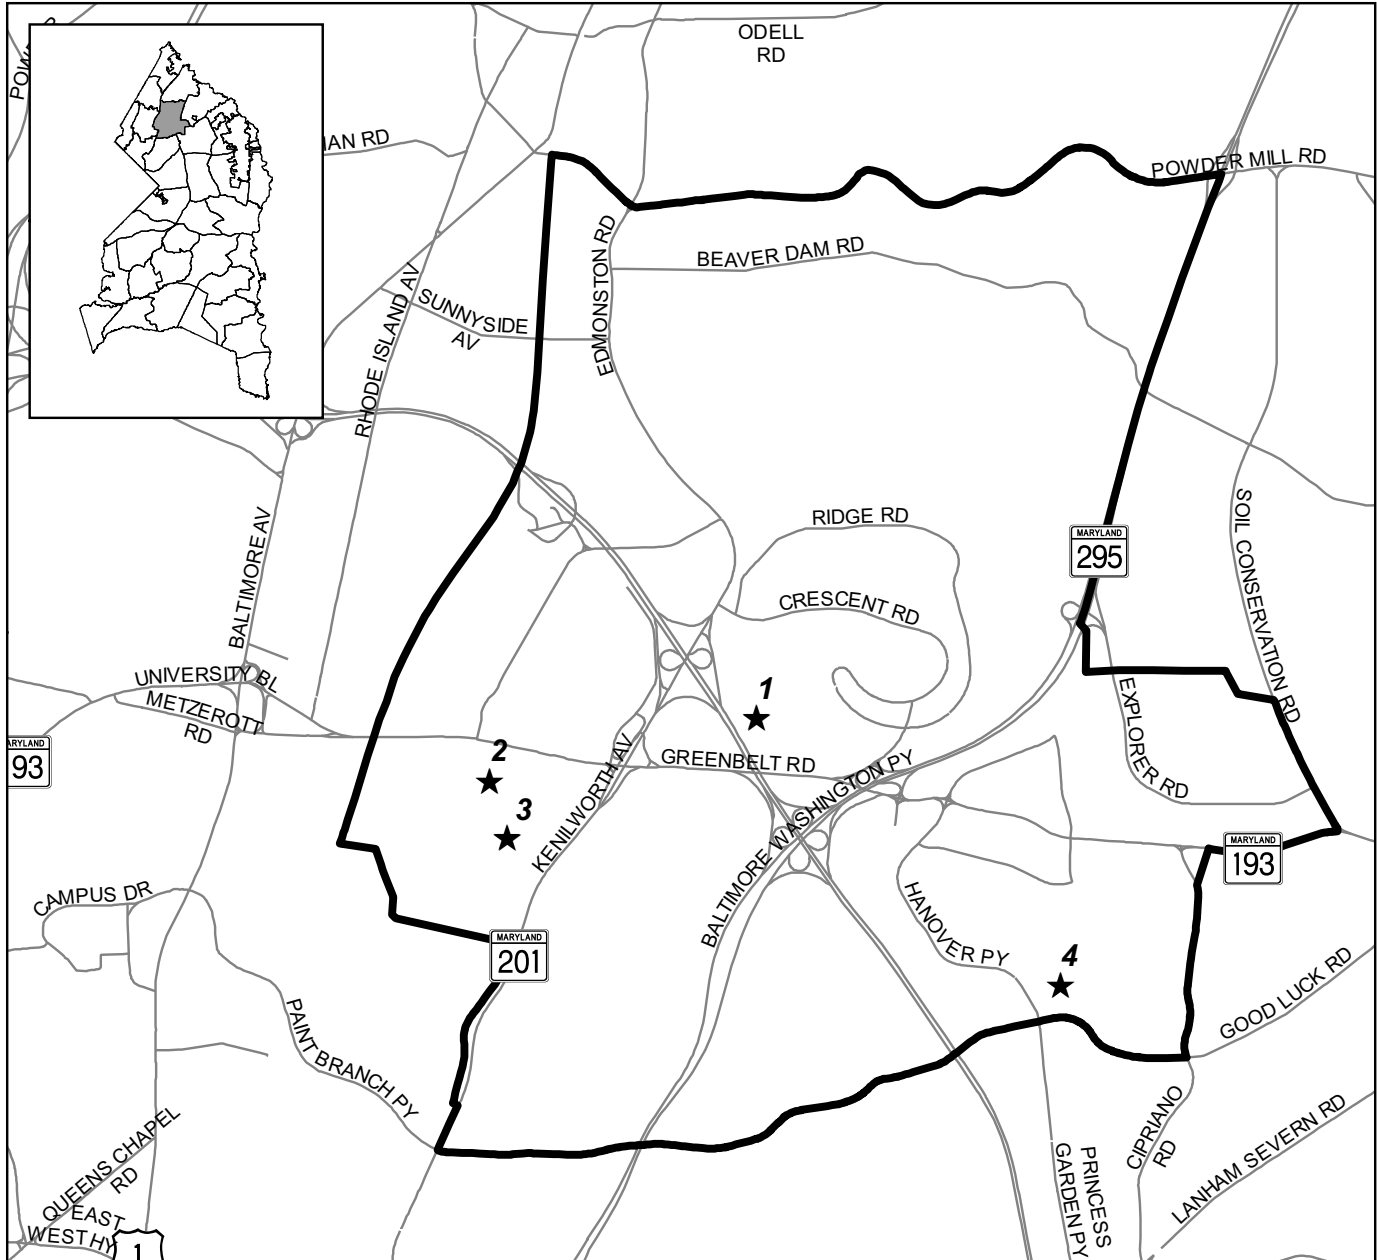 ODELL
RD
POWDER MILL RD
BEAVER DAM RD
EDMONSTON RD
RHODE ISLAND AV
SUNNYSIDE
AV
RIDGE RD
CRESCENT RD
SOIL CONSERVATION RD
MARYLAND
295
BALTIMORE AV
UNIVERSITY BL
METZEROTT
RD
93
1
2
3
GREENBELT RD
KENILWORTH AV
BALTIMORE WASHINGTON PY
EXPLORER RD
MARYLAND
193
CAMPUS DR
HANOVER PY
4
MARYLAND
201
GOOD LUCK RD
PAINT BRANCH PY
QUEENS CHAPEL
RD
EAST
WEST HY
1
CIPRIANO
RD
PRINCESS
GARDEN PY
LANHAM SEVERN RD